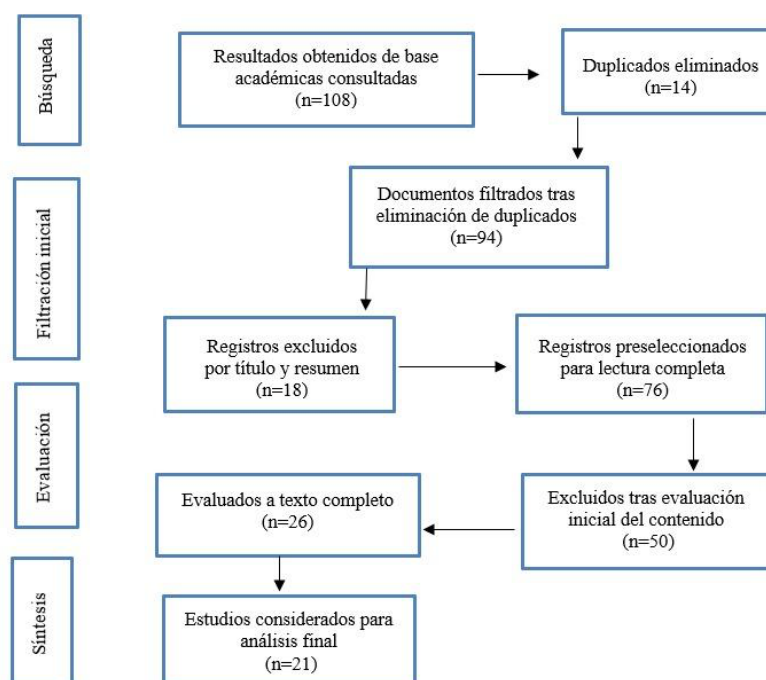 Búsqueda
Resultados obtenidos de base
académicas consultadas
(n=108)
Duplicados eliminados
(n=14)
Filtración inicial
Documentos filtrados tras
eliminación de duplicados
(n=94)
Registros excluidos
por título y resumen
(n=18)
Registros preseleccionados
para lectura completa
(n=76)
Evaluación
Evaluados a texto completo
(n=26)
Excluidos tras evaluación
inicial del contenido
(n=50)
Síntesis
Estudios considerados para
análisis final
(n=21)